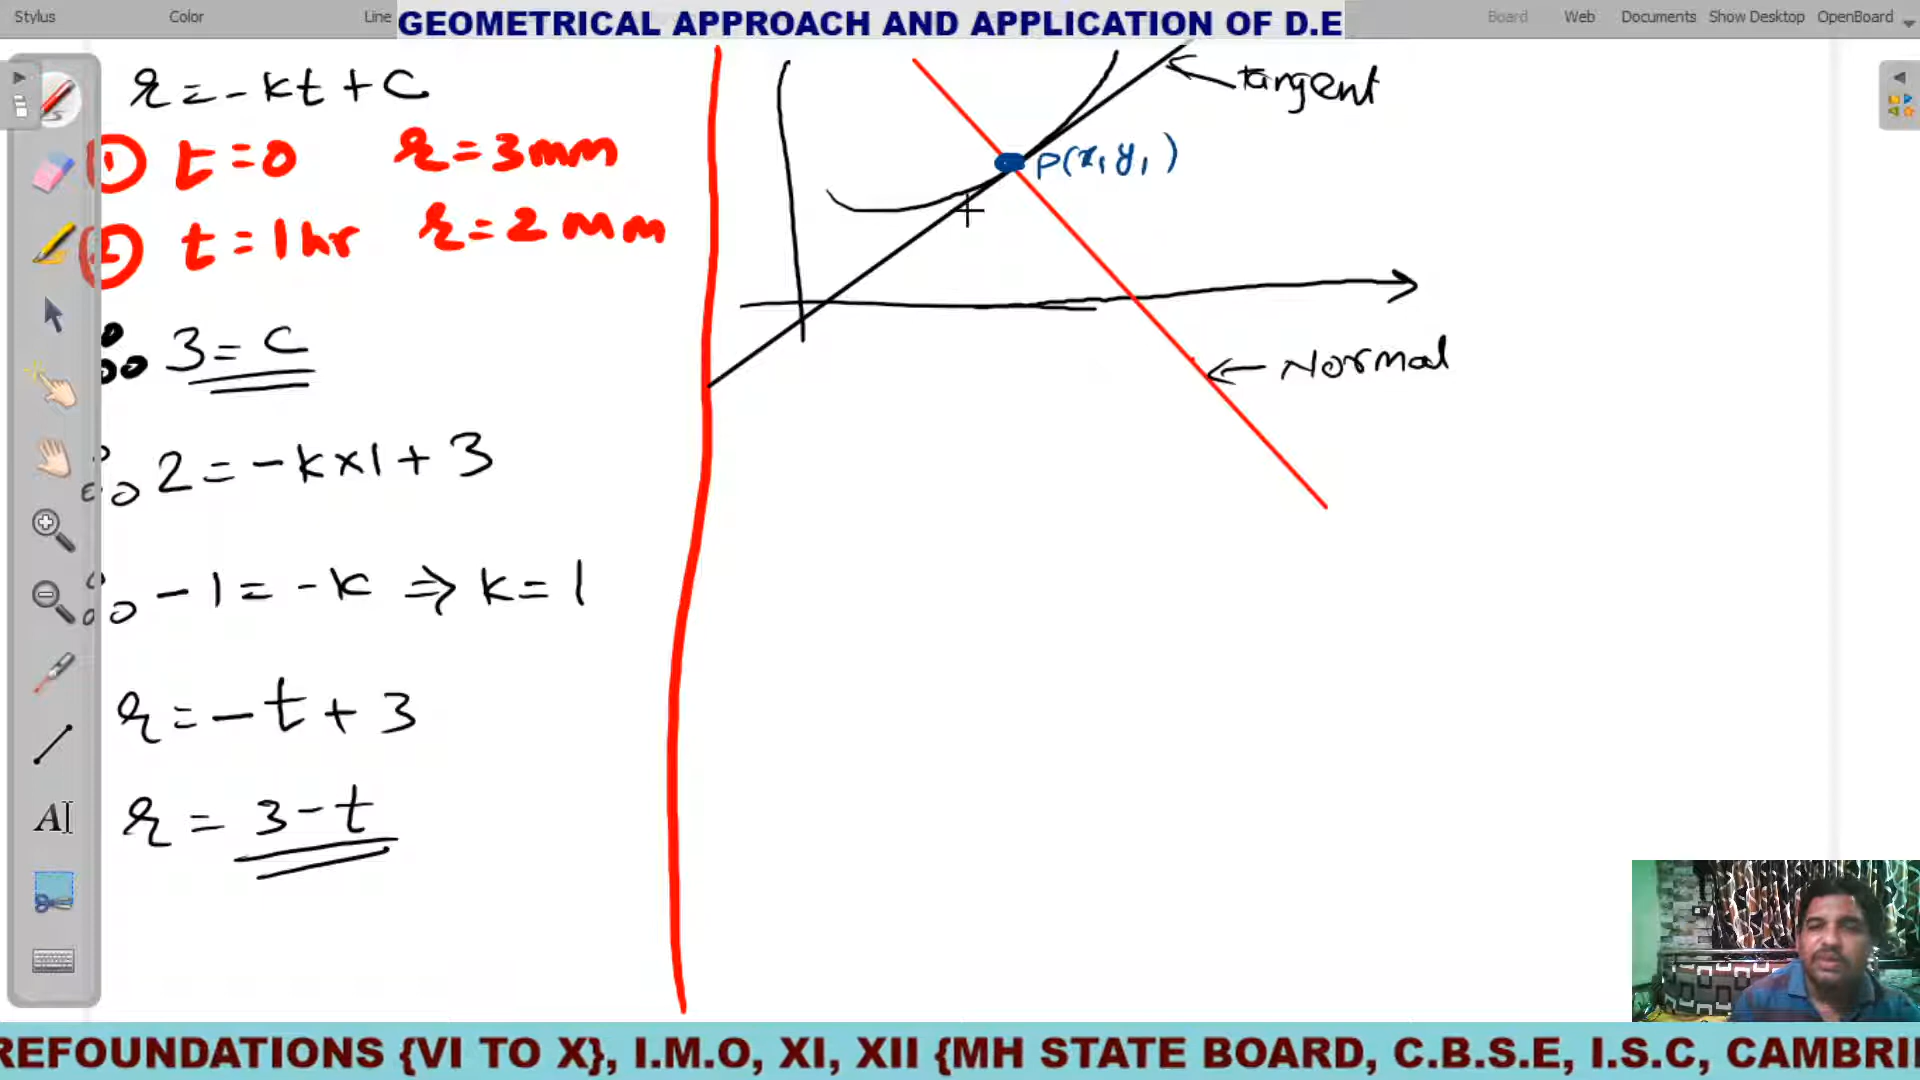 Stylus Color Line
GEOMETRICAL APPROACH AND APPLICATION OF D.E
Board Web Documents Show Desktop OpenBoard
r = -kt + c
① t = 0 r = 3mm
② t = 1hr r = 2mm
∴ 3 = c
∴ 2 = -k×1 + 3
∴ -1 = -k ⇒ k = 1
r = -t + 3
r = 3 - t
tangent
P(x₁ y₁)
Normal
AI
REFOUNDATIONS {VI TO X}, I.M.O, XI, XII {MH STATE BOARD, C.B.S.E, I.S.C, CAMBRI